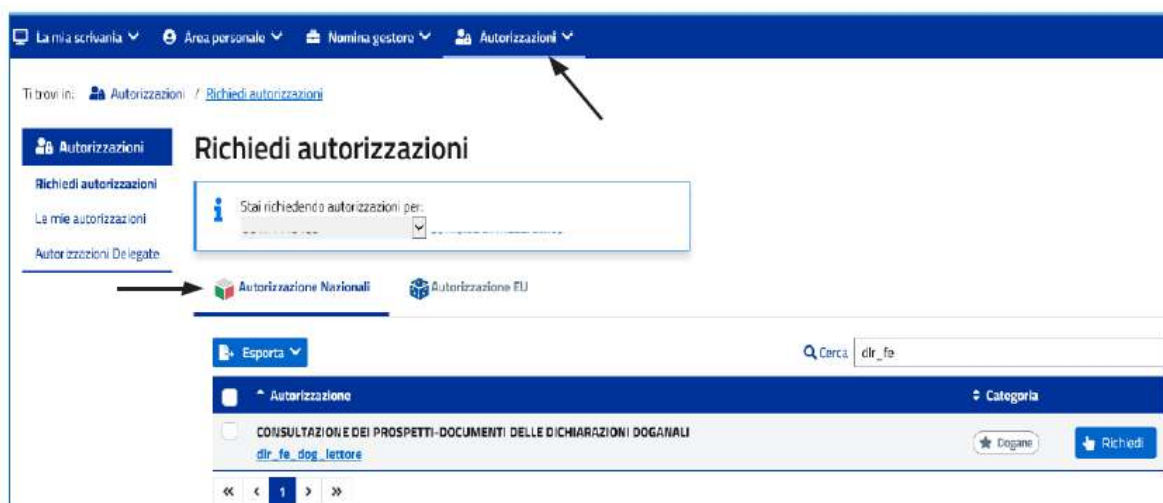 La mia scrivania Area personale Nomina gestore Autorizzazioni
Ti trovi in: Autorizzazioni / Richiedi autorizzazioni
Autorizzazioni
Richiedi autorizzazioni
Le mie autorizzazioni
Autorizzazioni Delegate
Richiedi autorizzazioni
Stai richiedendo autorizzazioni per:
Autorizzazione Nazionali Autorizzazione EU
Esporta Cerca dlr_fe
Autorizzazione Categoria
CONSULTAZIONE DEI PROSPETTI-DOCUMENTI DELLE DICHIARAZIONI DOGANALI
dlr_fe_dog_lettore Dogane Richiedi
« ‹ 1 › »